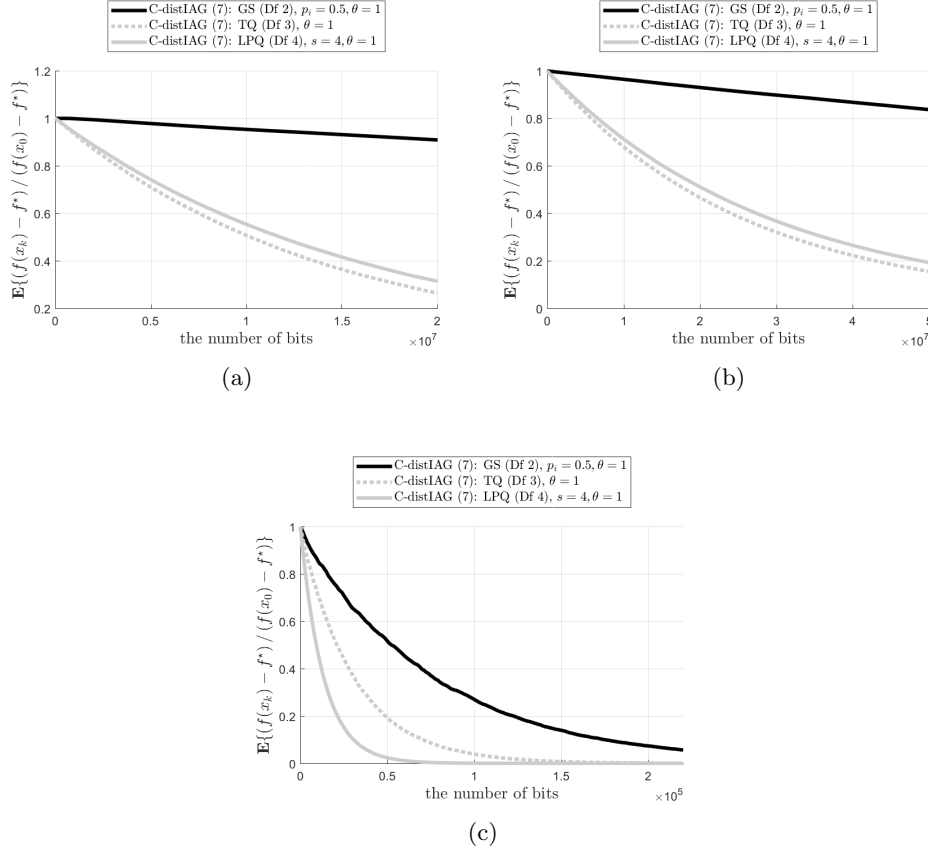 C-distIAG (7): GS (Df 2), p_i = 0.5, θ = 1
C-distIAG (7): TQ (Df 3), θ = 1
C-distIAG (7): LPQ (Df 4), s = 4, θ = 1
E{(f(x_k) − f⋆) / (f(x_0) − f⋆)}
1.2
1
0.8
0.6
0.4
0.2
0 0.5 1 1.5 2
×10^7
the number of bits
(a)
C-distIAG (7): GS (Df 2), p_i = 0.5, θ = 1
C-distIAG (7): TQ (Df 3), θ = 1
C-distIAG (7): LPQ (Df 4), s = 4, θ = 1
E{(f(x_k) − f⋆) / (f(x_0) − f⋆)}
1
0.8
0.6
0.4
0.2
0
0 1 2 3 4 5
×10^7
the number of bits
(b)
C-distIAG (7): GS (Df 2), p_i = 0.5, θ = 1
C-distIAG (7): TQ (Df 3), θ = 1
C-distIAG (7): LPQ (Df 4), s = 4, θ = 1
E{(f(x_k) − f⋆) / (f(x_0) − f⋆)}
1
0.8
0.6
0.4
0.2
0
0 0.5 1 1.5 2
×10^5
the number of bits
(c)